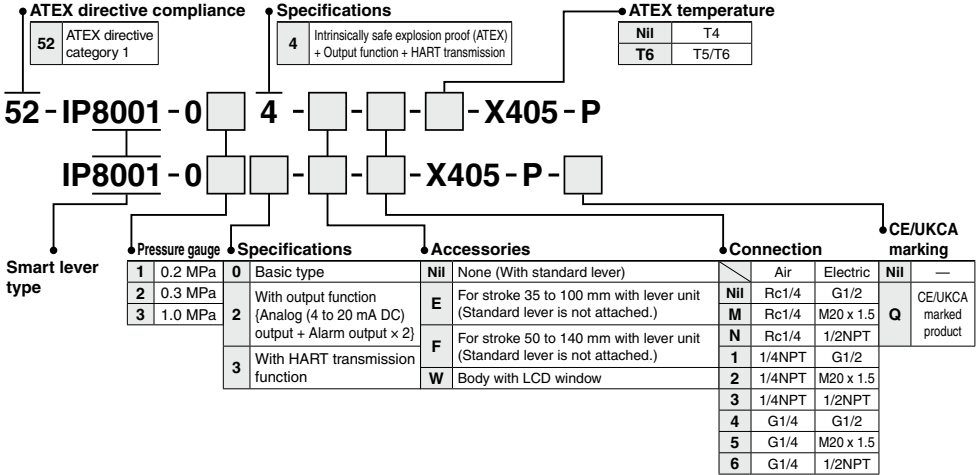 ATEX directive compliance
52 ATEX directive category 1
Specifications
4 Intrinsically safe explosion proof (ATEX) + Output function + HART transmission
ATEX temperature
Nil T4
T6 T5/T6
52-IP8001-0 4 - - - -X405-P
IP8001-0 - - -X405-P-
Smart lever type
Pressure gauge
1 0.2 MPa
2 0.3 MPa
3 1.0 MPa
Specifications
0 Basic type
2 With output function {Analog (4 to 20 mA DC) output + Alarm output × 2}
3 With HART transmission function
Accessories
Nil None (With standard lever)
E For stroke 35 to 100 mm with lever unit (Standard lever is not attached.)
F For stroke 50 to 140 mm with lever unit (Standard lever is not attached.)
W Body with LCD window
Connection
Air Electric
Nil Rc1/4 G1/2
M Rc1/4 M20 x 1.5
N Rc1/4 1/2NPT
1 1/4NPT G1/2
2 1/4NPT M20 x 1.5
3 1/4NPT 1/2NPT
4 G1/4 G1/2
5 G1/4 M20 x 1.5
6 G1/4 1/2NPT
CE/UKCA marking
Nil —
Q CE/UKCA marked product